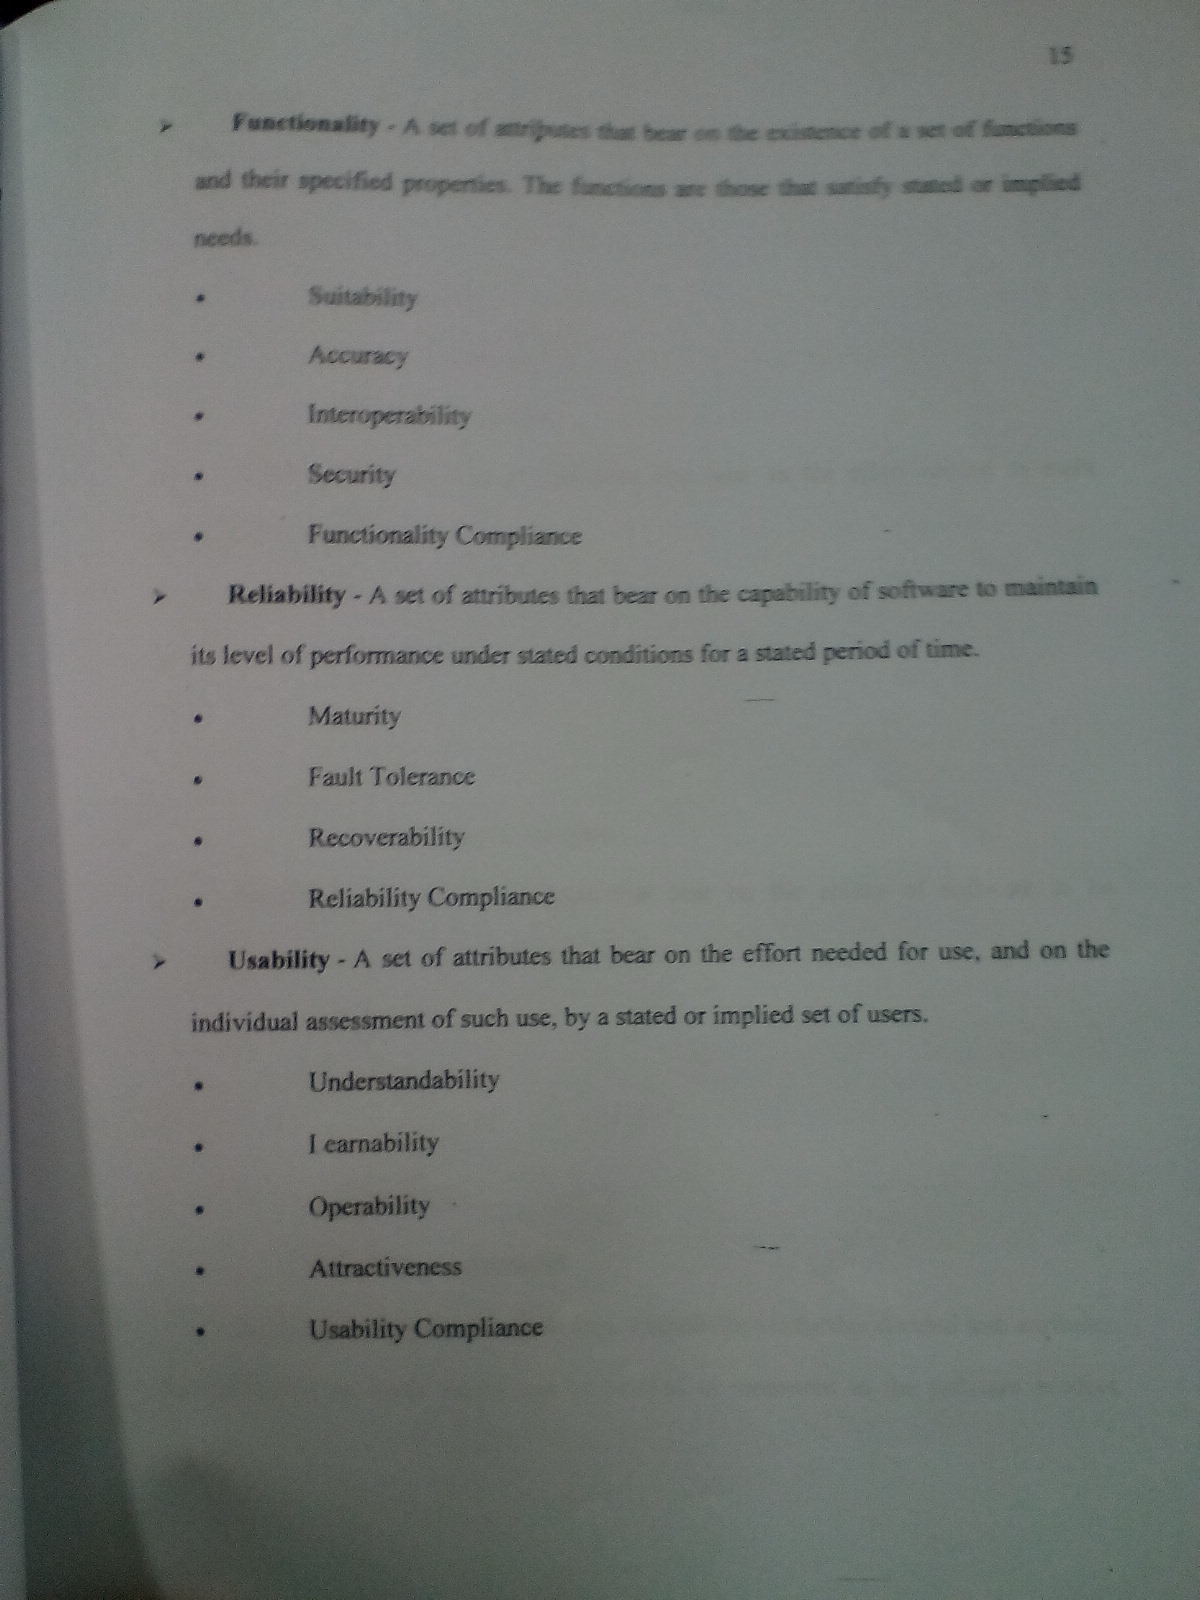 15
➢ Functionality - A set of attributes that bear on the existence of a set of functions
and their specified properties. The functions are those that satisfy stated or implied
needs.
• Suitability
• Accuracy
• Interoperability
• Security
• Functionality Compliance
➢ Reliability - A set of attributes that bear on the capability of software to maintain
its level of performance under stated conditions for a stated period of time.
• Maturity
• Fault Tolerance
• Recoverability
• Reliability Compliance
➢ Usability - A set of attributes that bear on the effort needed for use, and on the
individual assessment of such use, by a stated or implied set of users.
• Understandability
• Learnability
• Operability
• Attractiveness
• Usability Compliance